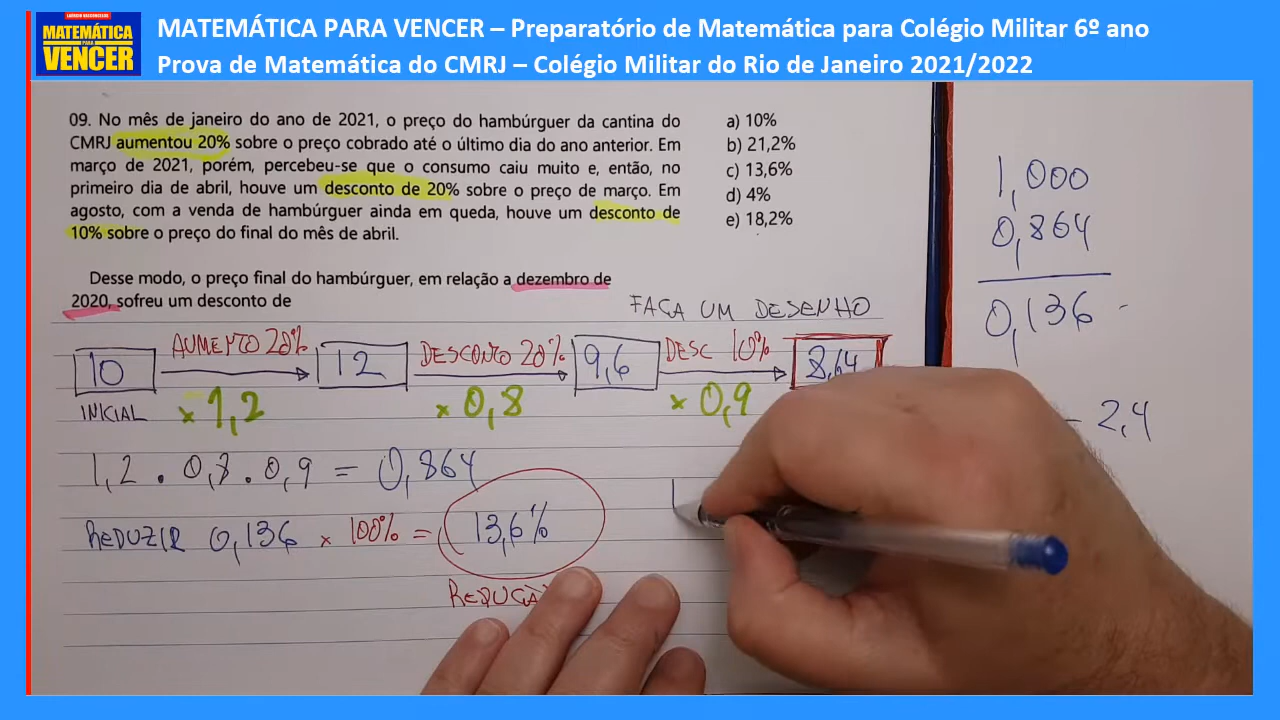 LAÉRCIO VASCONCELOS
MATEMÁTICA
PARA
VENCER
MATEMÁTICA PARA VENCER – Preparatório de Matemática para Colégio Militar 6º ano
Prova de Matemática do CMRJ – Colégio Militar do Rio de Janeiro 2021/2022
09. No mês de janeiro do ano de 2021, o preço do hambúrguer da cantina do
CMRJ aumentou 20% sobre o preço cobrado até o último dia do ano anterior. Em
março de 2021, porém, percebeu-se que o consumo caiu muito e, então, no
primeiro dia de abril, houve um desconto de 20% sobre o preço de março. Em
agosto, com a venda de hambúrguer ainda em queda, houve um desconto de
10% sobre o preço do final do mês de abril.
Desse modo, o preço final do hambúrguer, em relação a dezembro de
2020, sofreu um desconto de
a) 10%
b) 21,2%
c) 13,6%
d) 4%
e) 18,2%
FAÇA UM DESENHO
10 AUMENTO 20% 12 DESCONTO 20% 9,6 DESC 10% 8,64
INICIAL × 1,2 × 0,8 × 0,9
1,2 . 0,8 . 0,9 = 0,864
REDUZIR 0,136 × 100% = 13,6%
REDUÇÃO
1,000
0,864
0,136
- 2,4